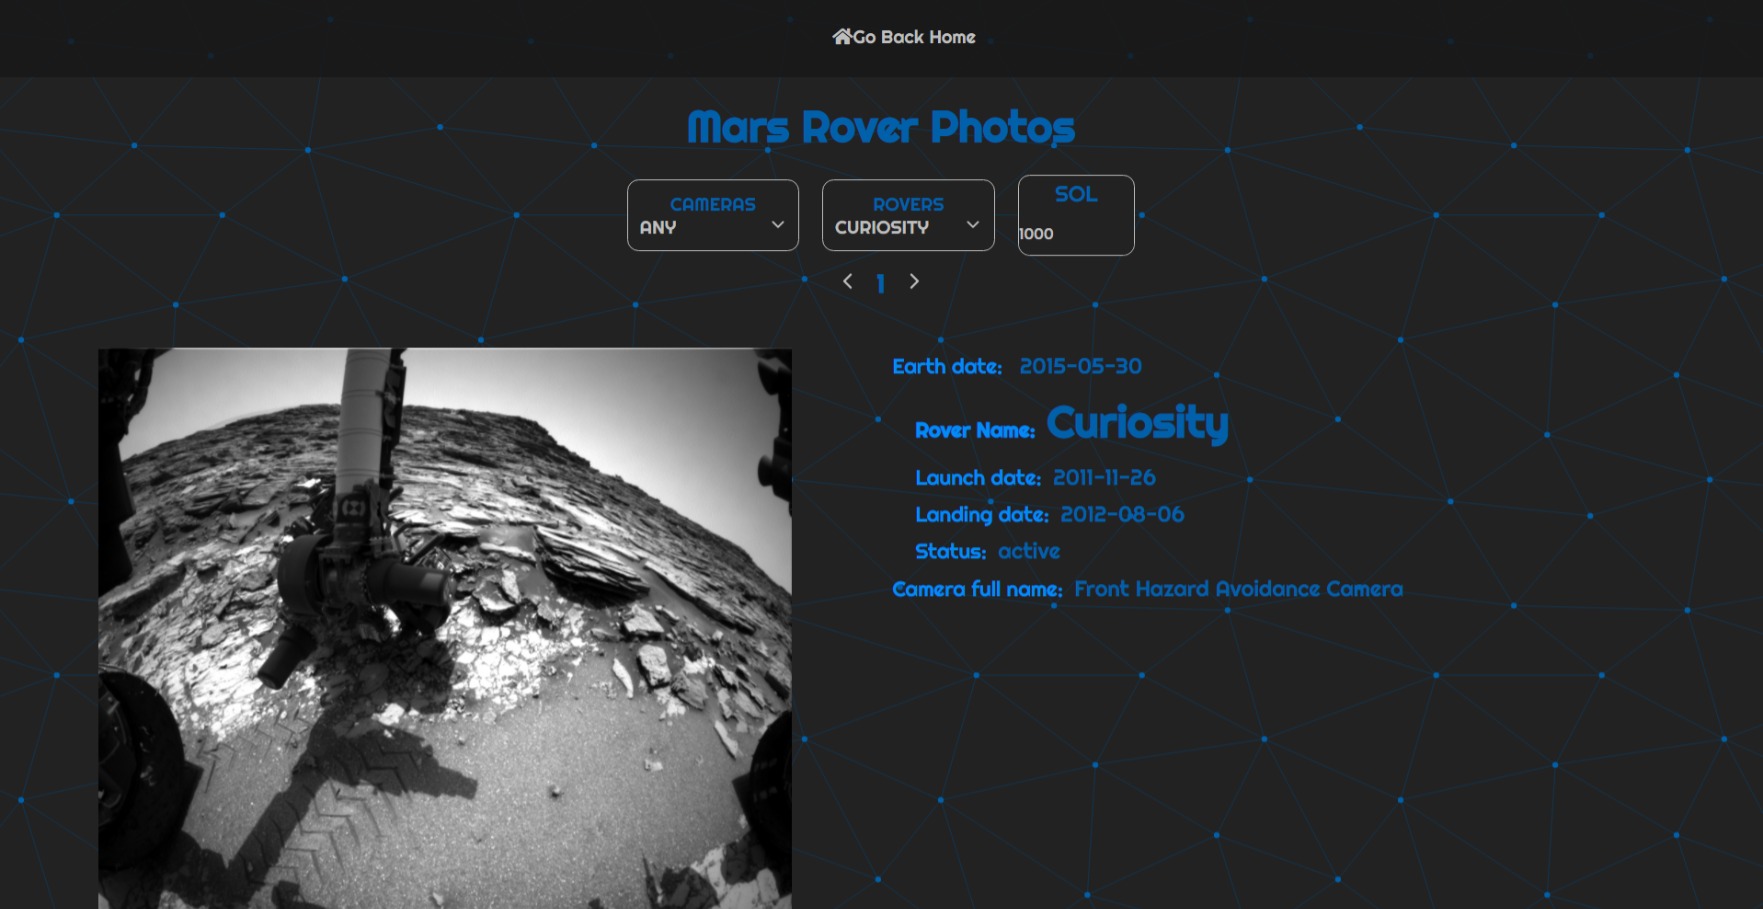 Go Back Home
Mars Rover Photos
CAMERAS
ANY
ROVERS
CURIOSITY
SOL
1000
1
Earth date: 2015-05-30
Rover Name: Curiosity
Launch date: 2011-11-26
Landing date: 2012-08-06
Status: active
Camera full name: Front Hazard Avoidance Camera